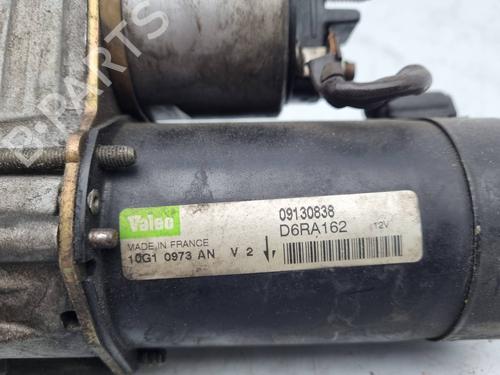 B-PARTS
Valeo
09130838
D6RA162 12V
MADE IN FRANCE
10G1 0973 AN V 2